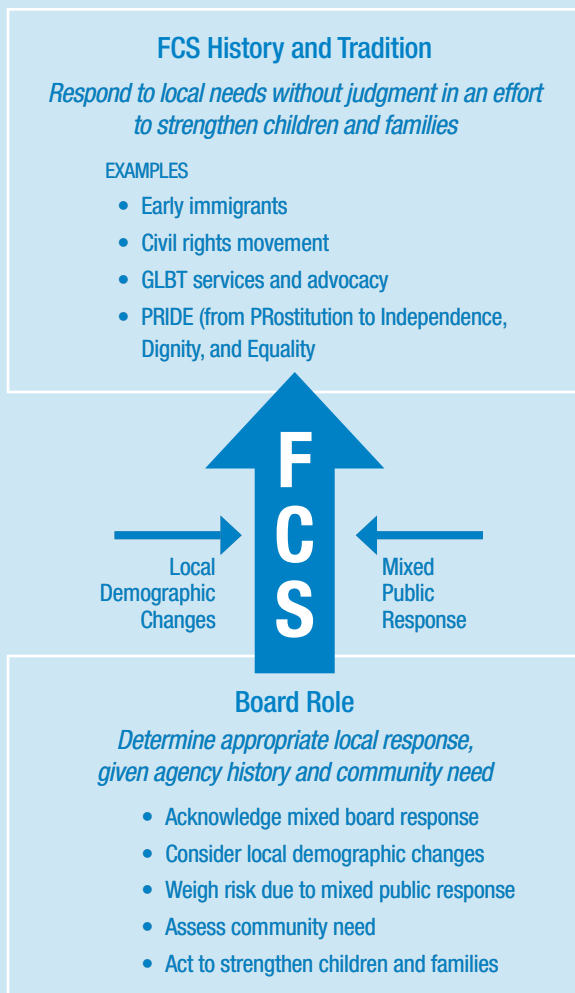 FCS History and Tradition
Respond to local needs without judgment in an effort
to strengthen children and families
EXAMPLES
• Early immigrants
• Civil rights movement
• GLBT services and advocacy
• PRIDE (from PRostitution to Independence,
Dignity, and Equality
F
C
S
Local
Demographic
Changes
Mixed
Public
Response
Board Role
Determine appropriate local response,
given agency history and community need
• Acknowledge mixed board response
• Consider local demographic changes
• Weigh risk due to mixed public response
• Assess community need
• Act to strengthen children and families